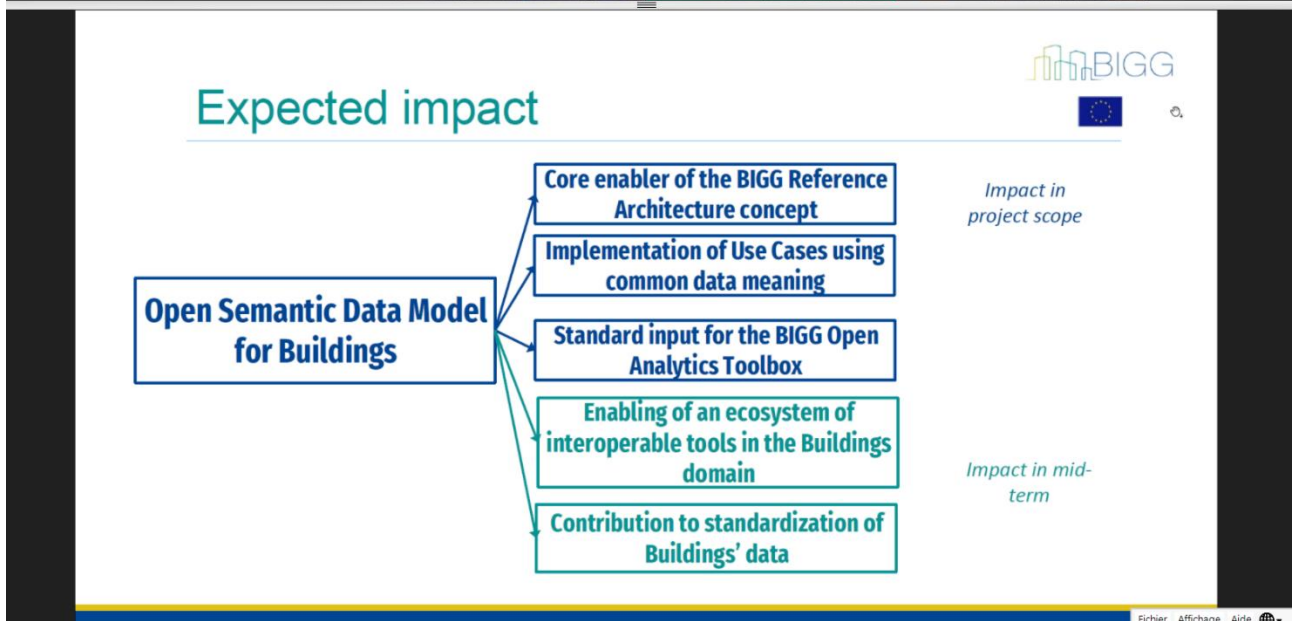 BIGG
Expected impact
Core enabler of the BIGG Reference
Architecture concept
Impact in
project scope
Implementation of Use Cases using
common data meaning
Open Semantic Data Model
for Buildings
Standard input for the BIGG Open
Analytics Toolbox
Enabling of an ecosystem of
interoperable tools in the Buildings
domain
Impact in mid-
term
Contribution to standardization of
Buildings' data
Fichier Affichage Aide